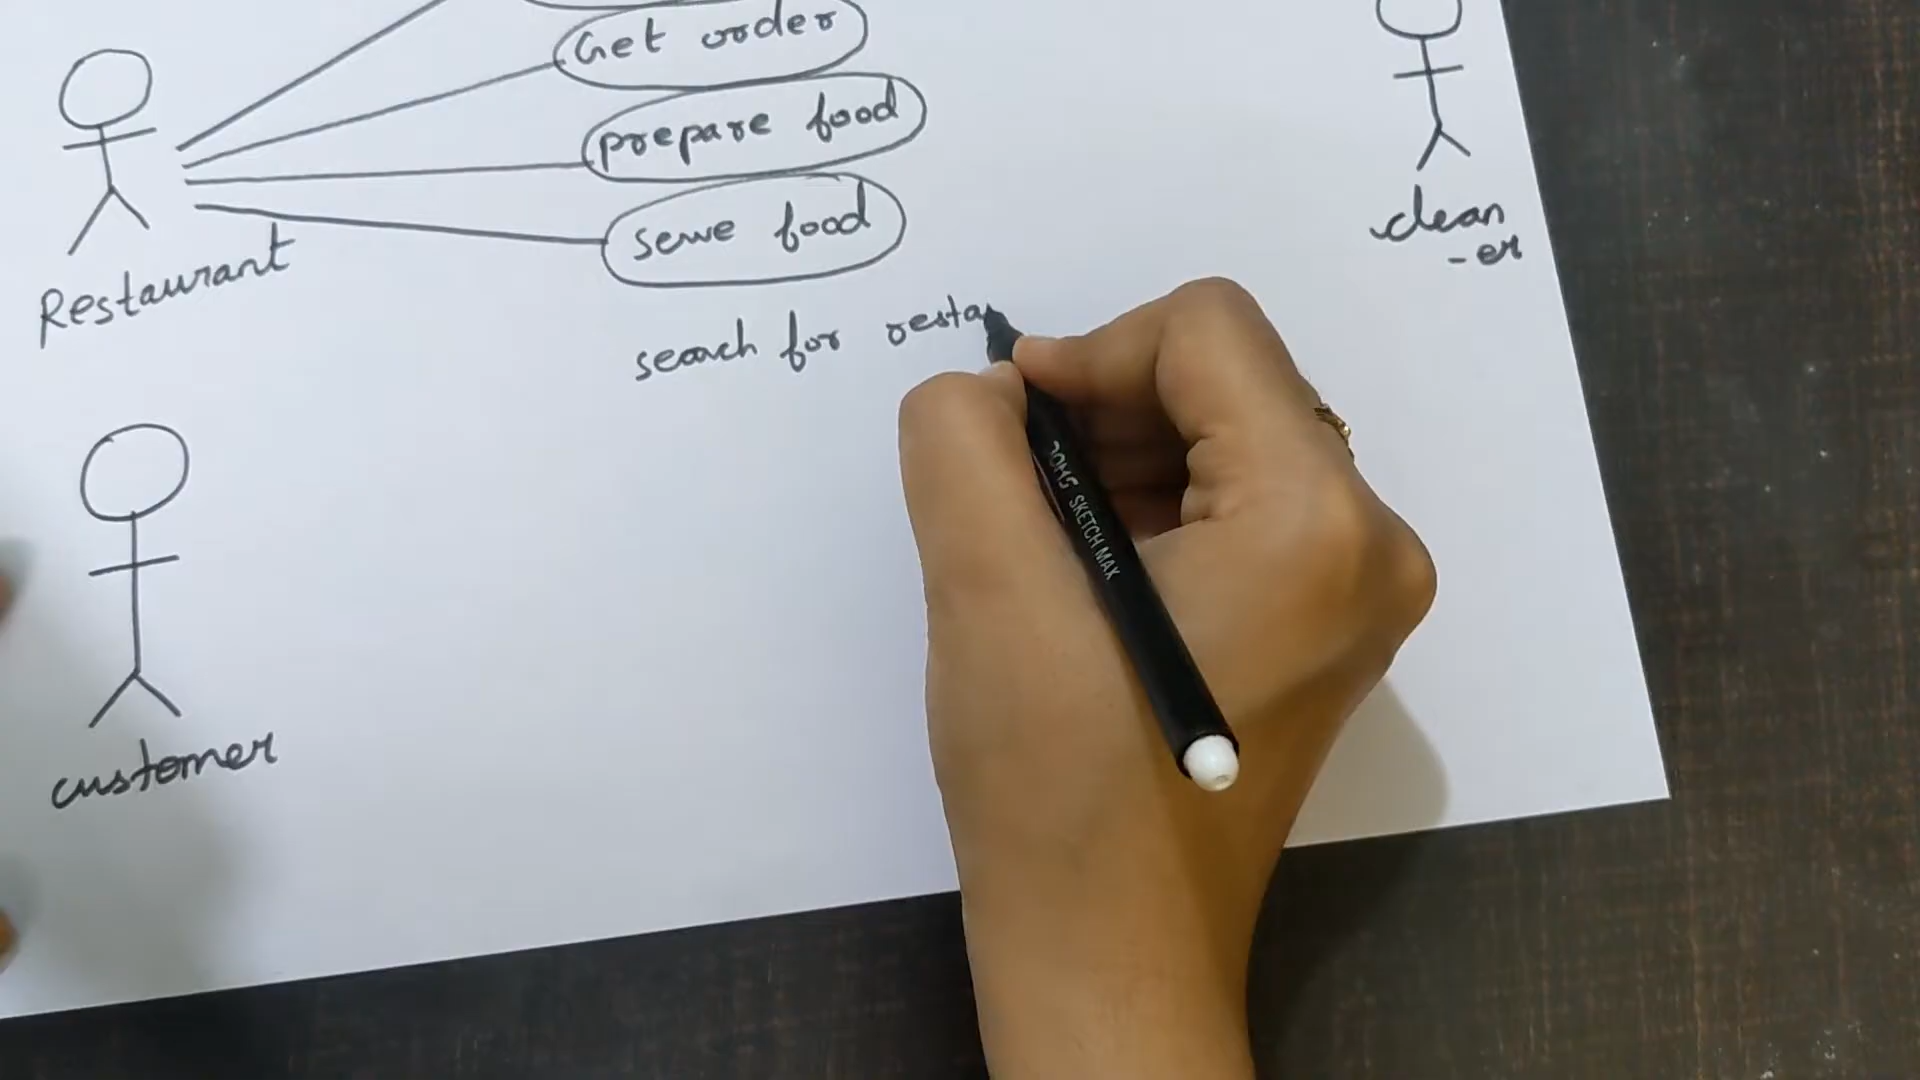 Get order
prepare food
serve food
Restaurant
clean
-er
search for resta
DOMS SKETCH MAX
customer